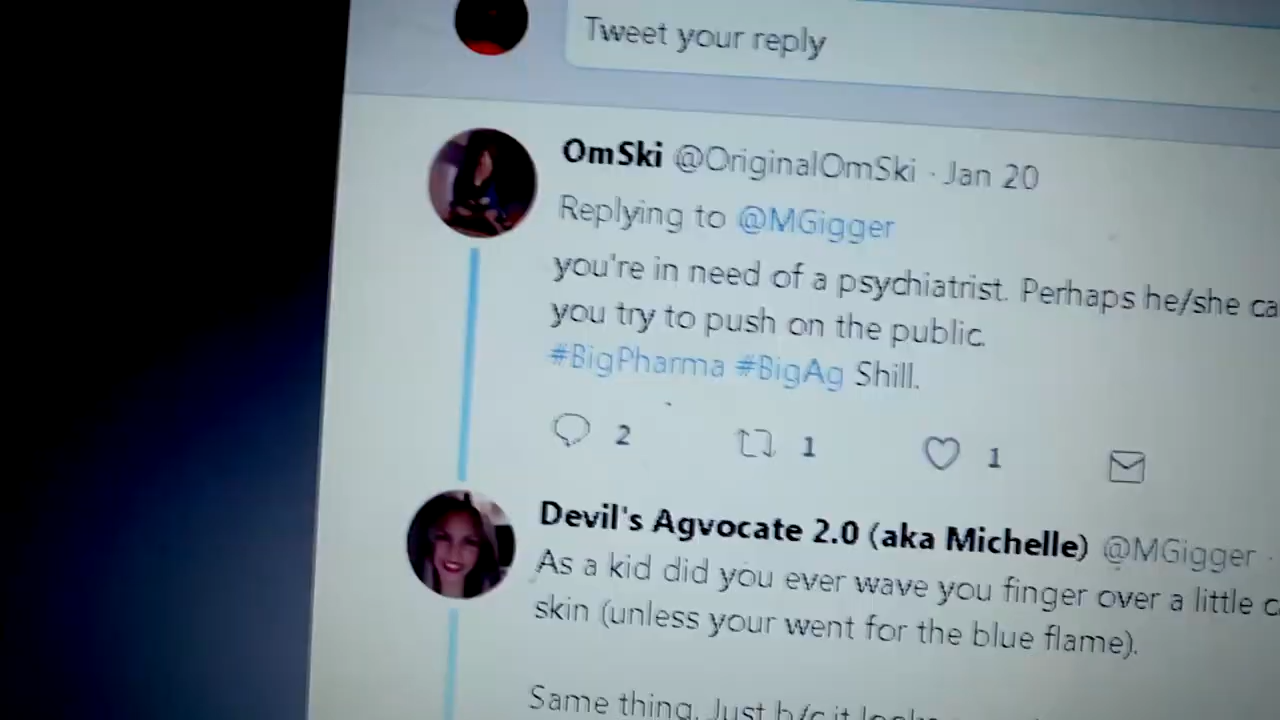 Tweet your reply
OmSki @OriginalOmSki · Jan 20
Replying to @MGigger
you're in need of a psychiatrist. Perhaps he/she
you try to push on the public.
#BigPharma #BigAg Shill.
2 1 1
Devil's Agvocate 2.0 (aka Michelle) @MGigger ·
As a kid did you ever wave you finger over a little
skin (unless your went for the blue flame).
Same thing. Just b/c it